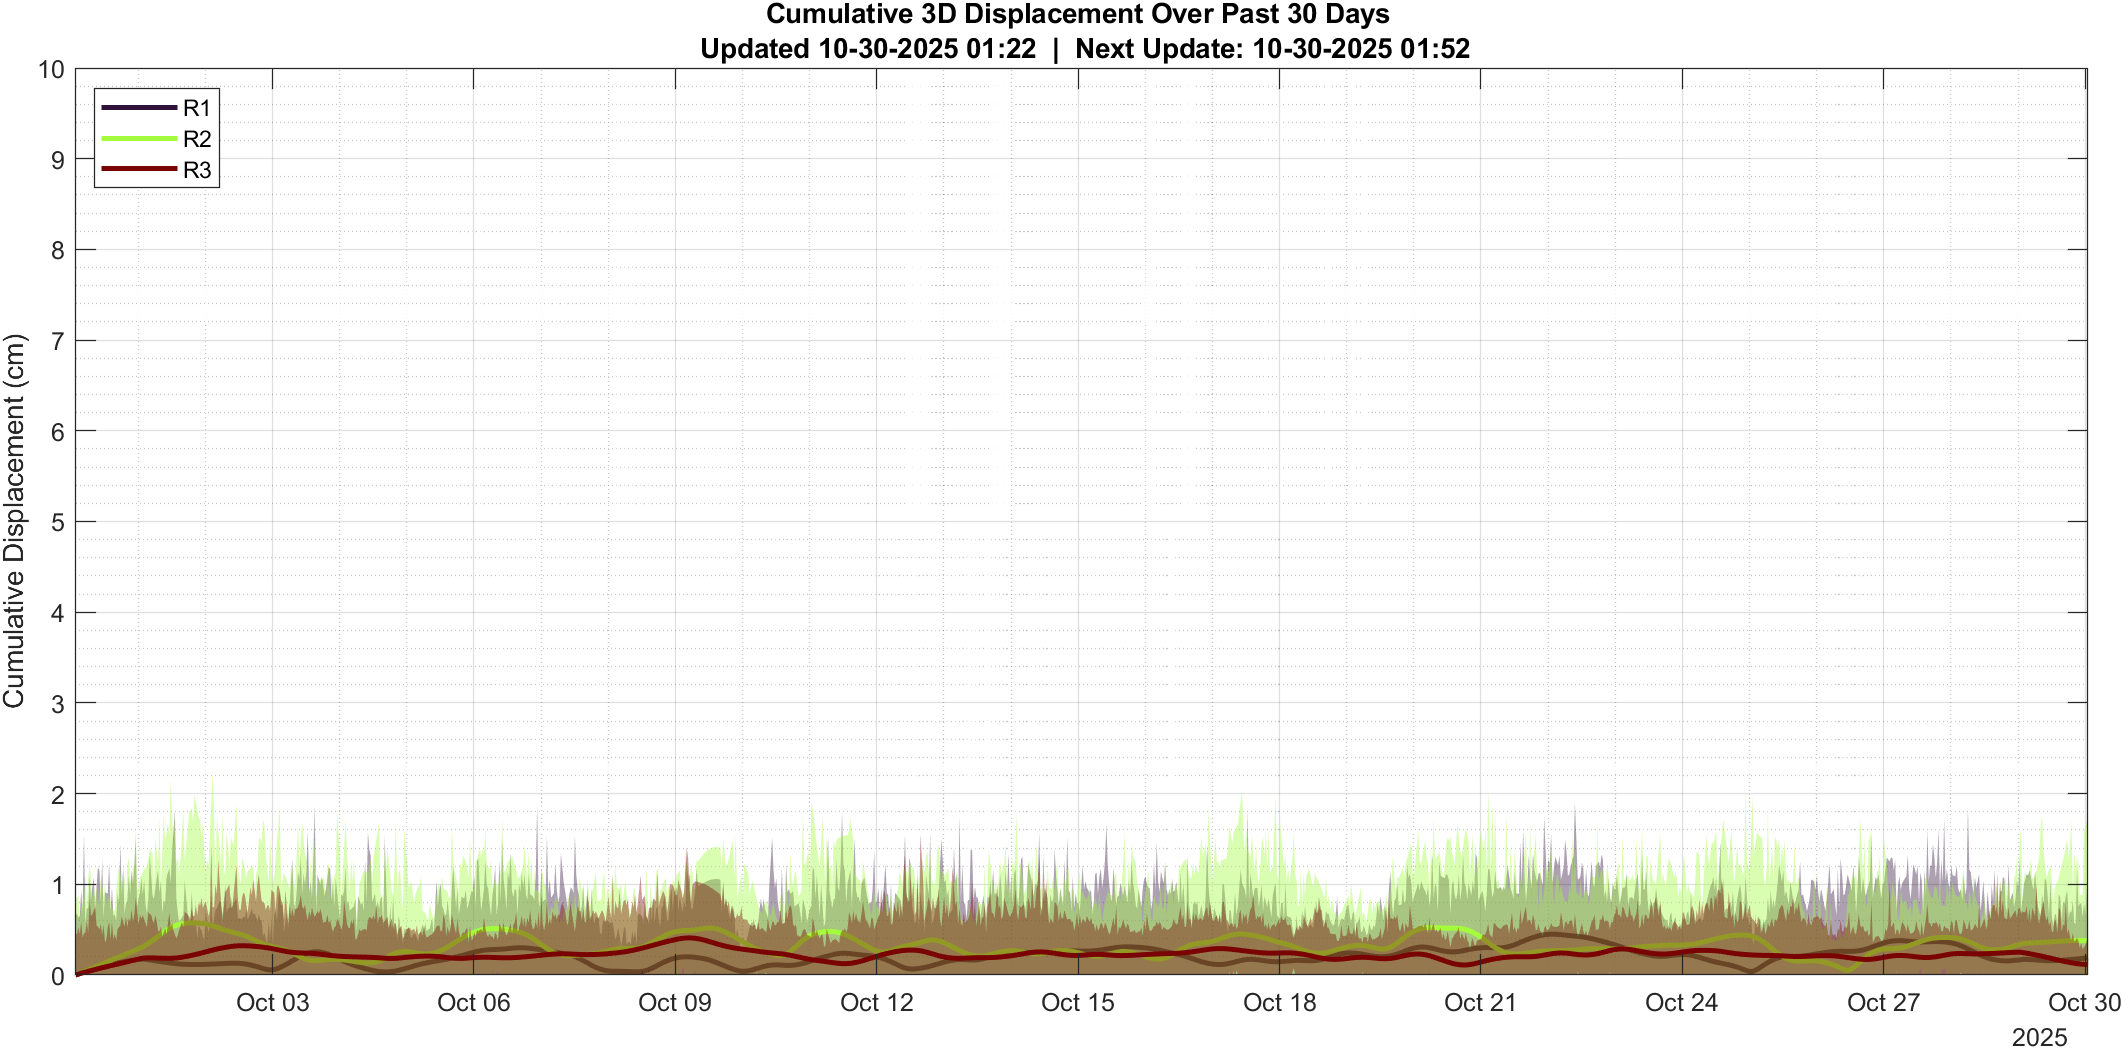 Cumulative 3D Displacement Over Past 30 Days
Updated 10-30-2025 01:22 | Next Update: 10-30-2025 01:52
Cumulative Displacement (cm)
10
9
8
7
6
5
4
3
2
1
0
R1
R2
R3
Oct 03 Oct 06 Oct 09 Oct 12 Oct 15 Oct 18 Oct 21 Oct 24 Oct 27 Oct 30
2025